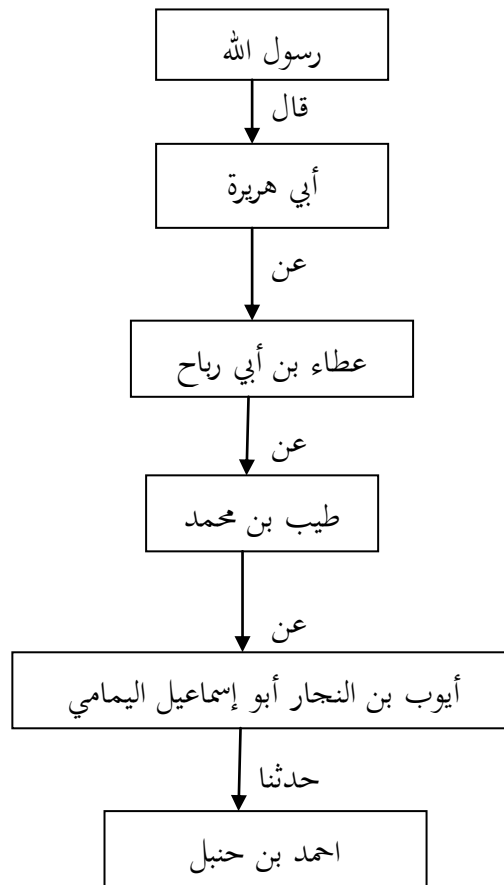 رسول الله
قال
أبي هريرة
عن
عطاء بن أبي رباح
عن
طيب بن محمد
عن
أيوب بن النجار أبو إسماعيل اليمامي
حدثنا
احمد بن حنبل